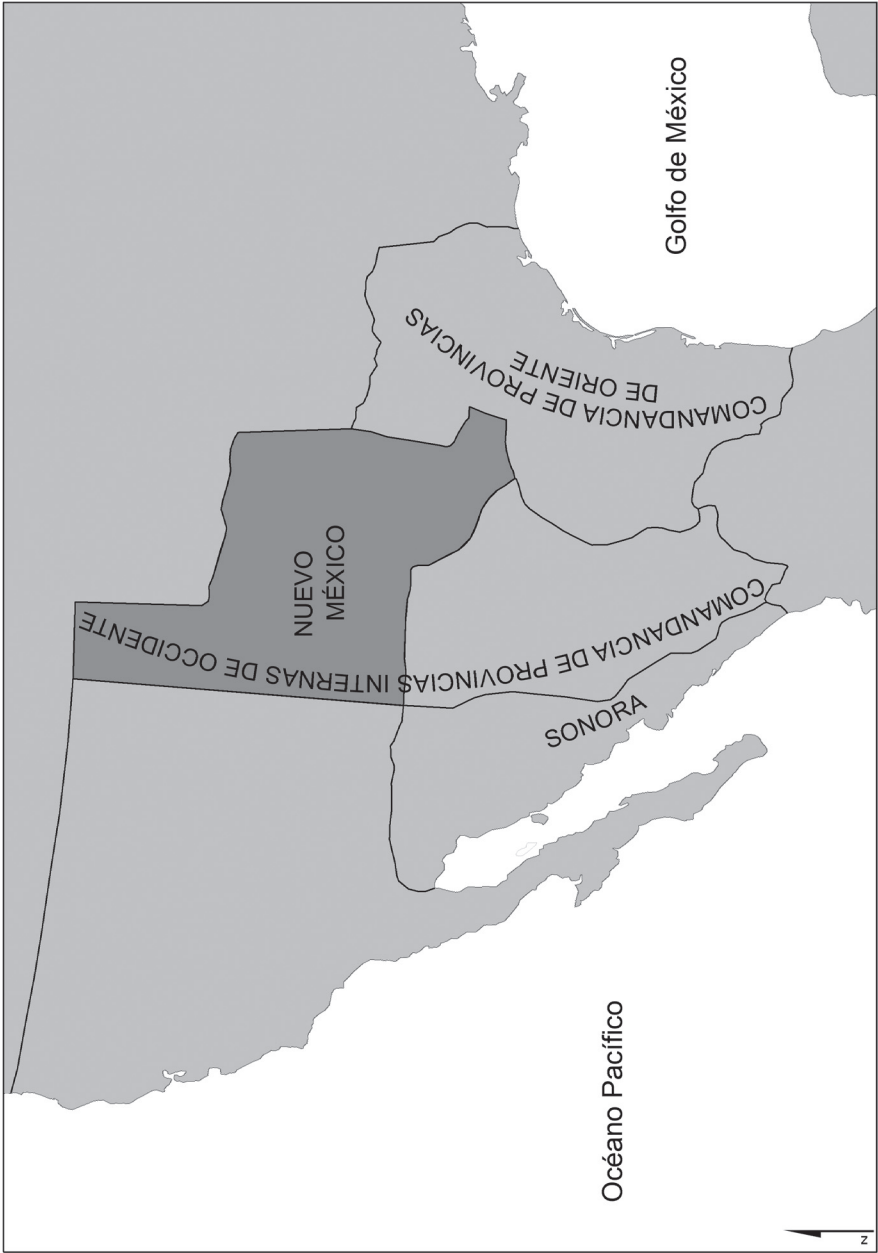 NUEVO
MÉXICO
COMANDANCIA DE PROVINCIAS INTERNAS DE OCCIDENTE
COMANDANCIA DE PROVINCIAS
DE ORIENTE
SONORA
Golfo de México
Océano Pacífico
N